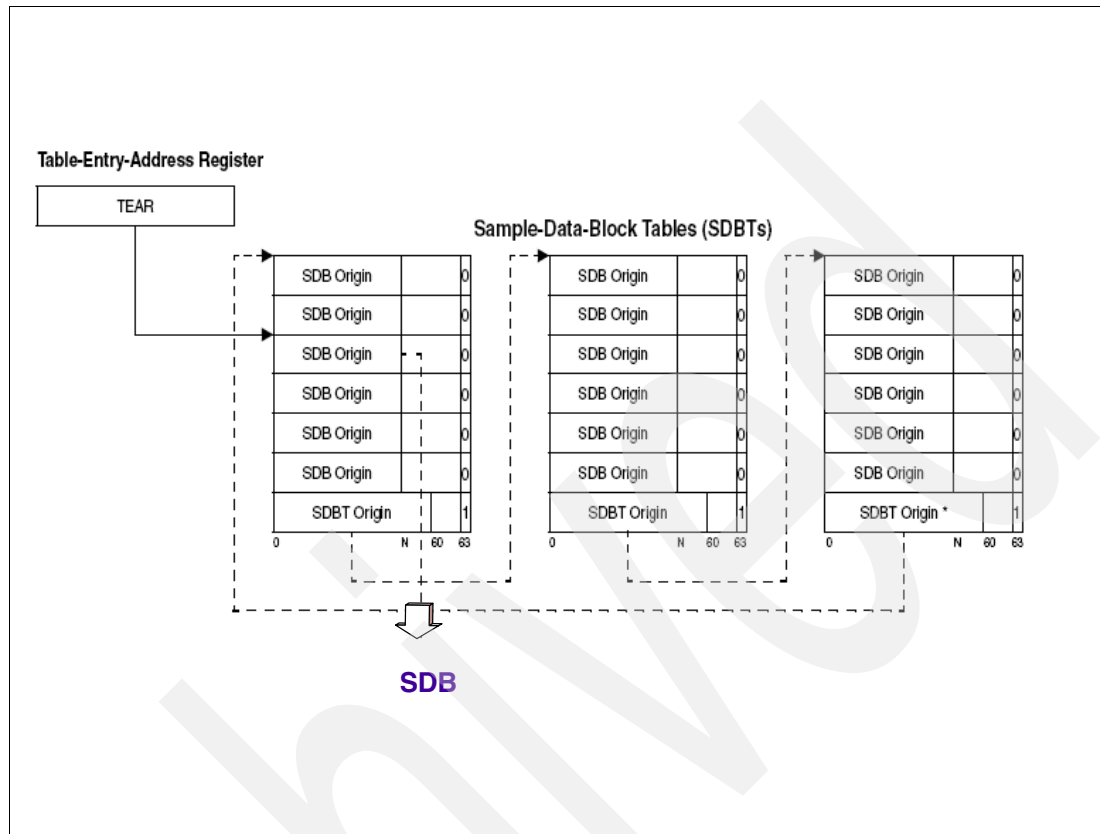 Table-Entry-Address Register
TEAR
Sample-Data-Block Tables (SDBTs)
SDB Origin 0 SDB Origin 0 SDB Origin 0
SDB Origin 0 SDB Origin 0 SDB Origin 0
SDB Origin 0 SDB Origin 0 SDB Origin 0
SDB Origin 0 SDB Origin 0 SDB Origin 0
SDB Origin 0 SDB Origin 0 SDB Origin 0
SDB Origin 0 SDB Origin 0 SDB Origin 0
SDBT Origin 1 SDBT Origin 1 SDBT Origin * 1
0 N 60 63 0 N 60 63 0 N 60 63
SDB
hived